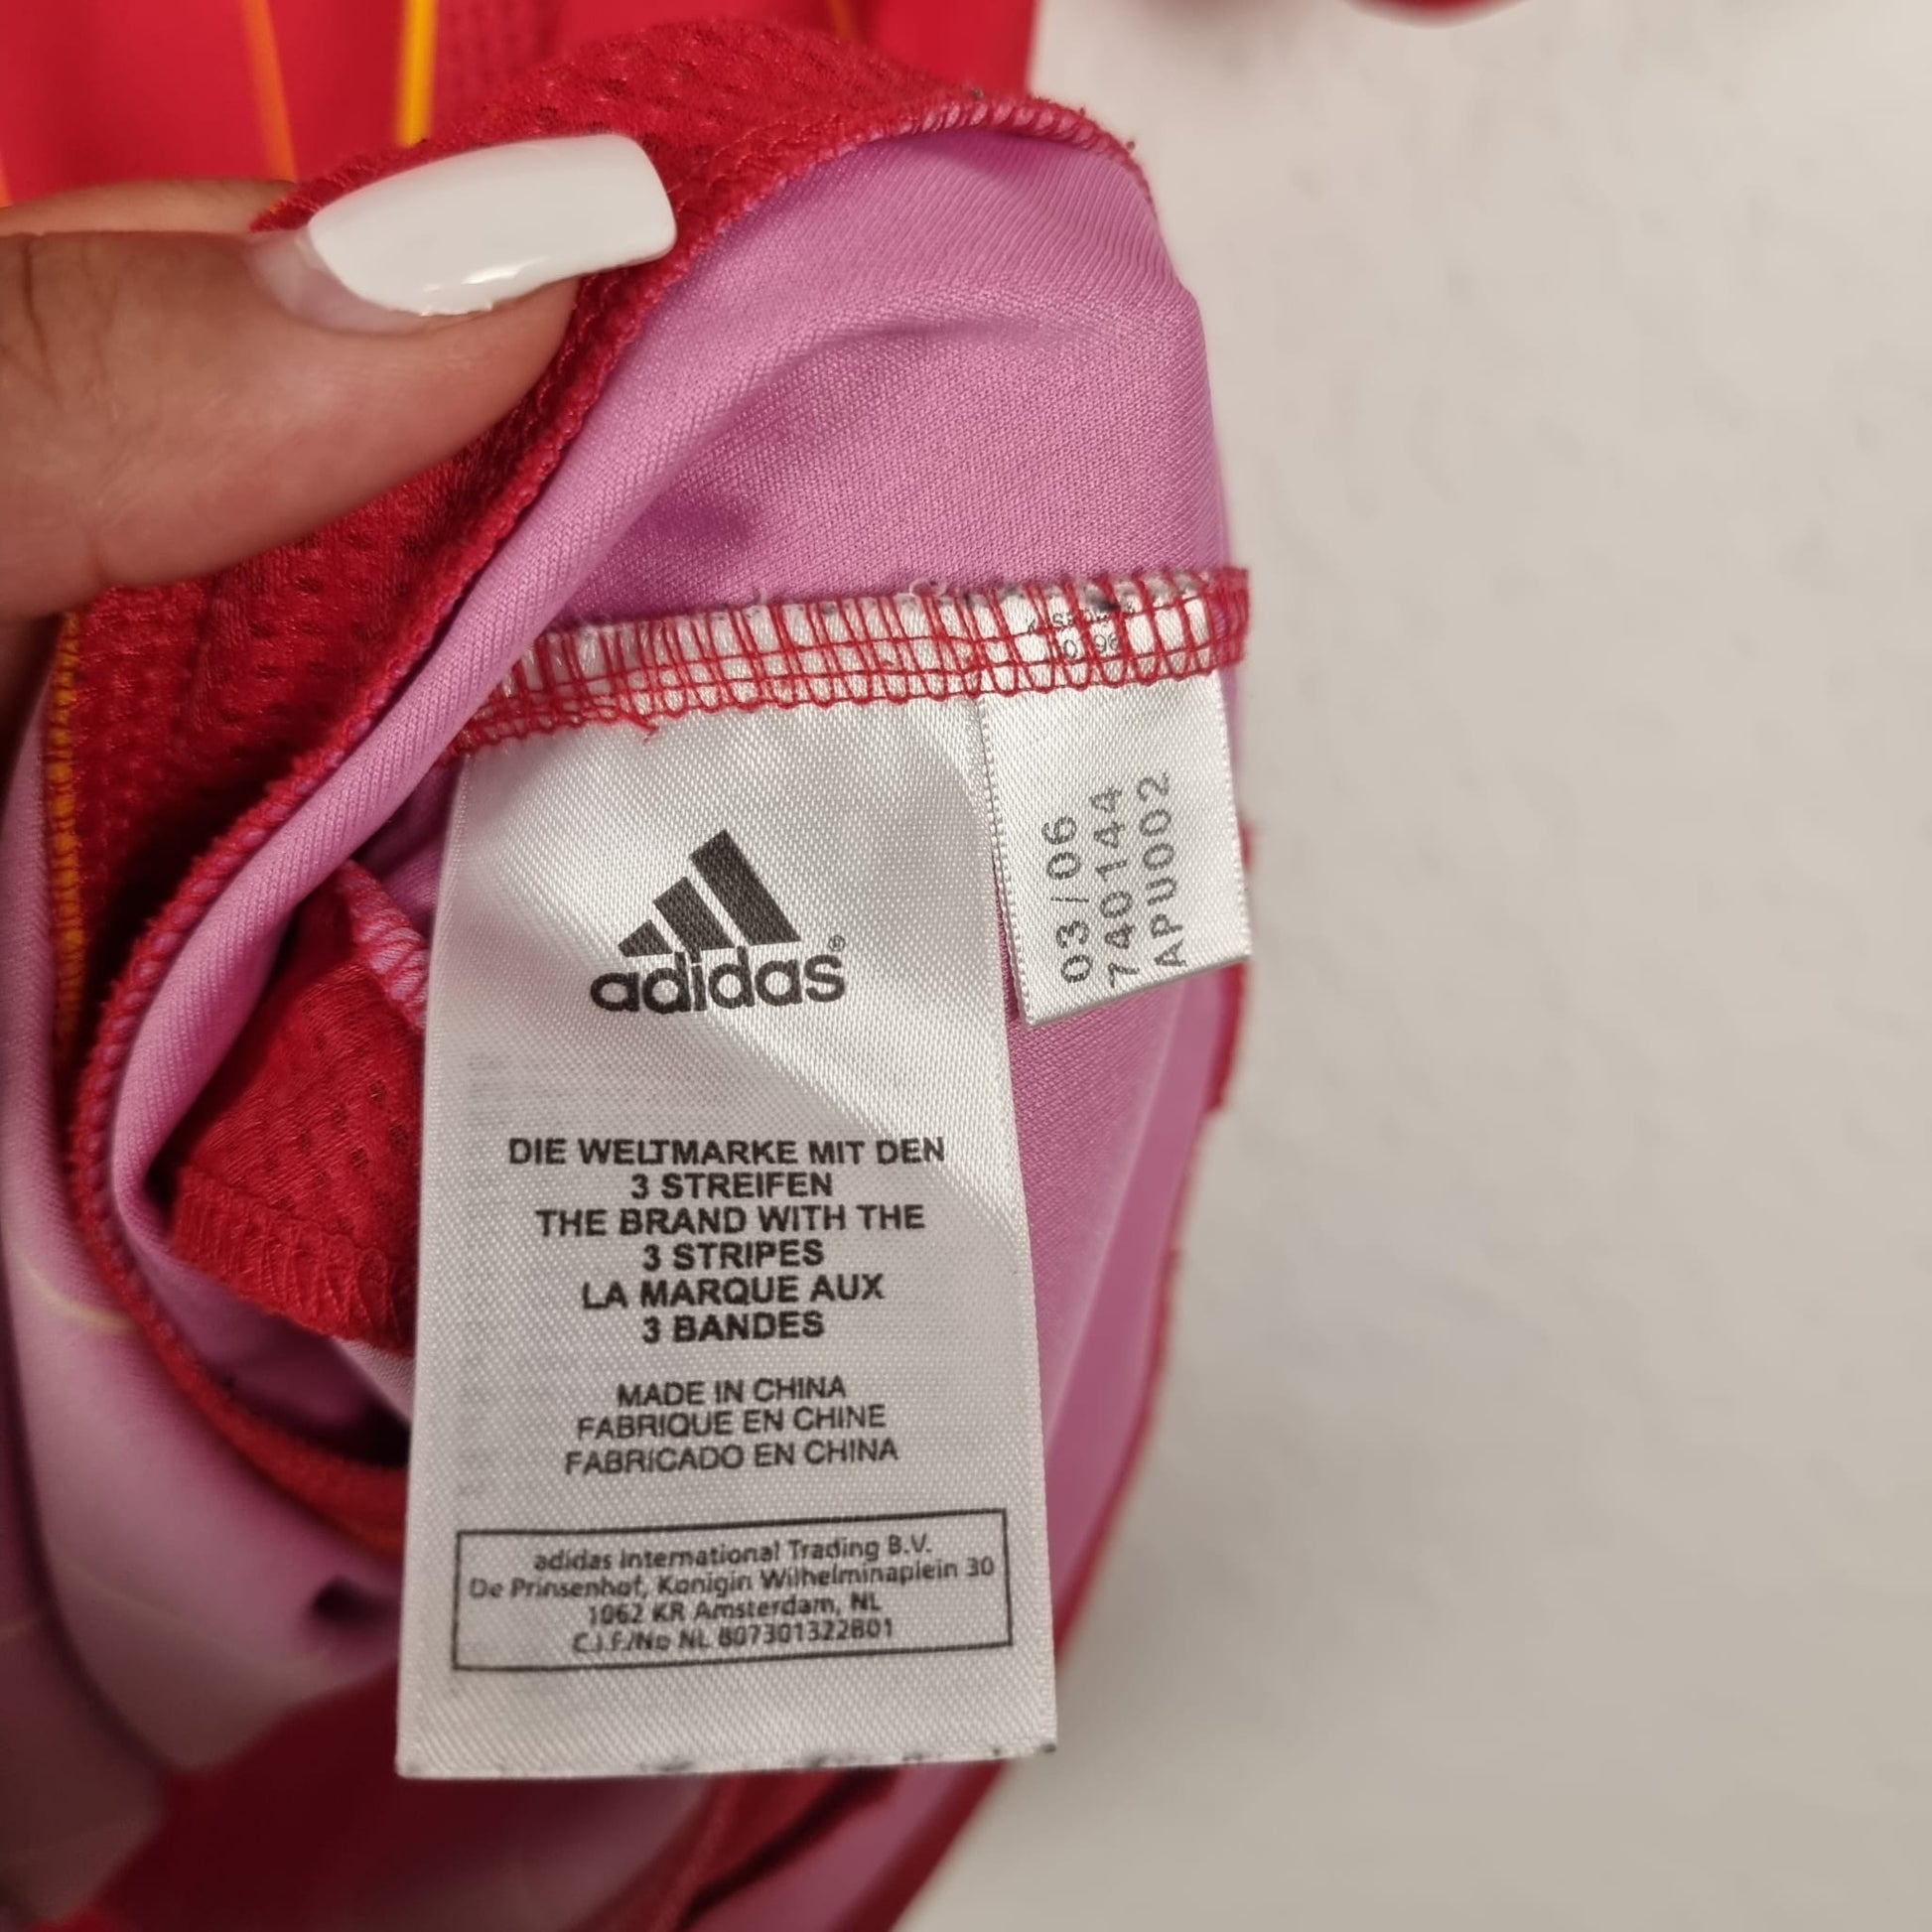 adidas®
DIE WELTMARKE MIT DEN
3 STREIFEN
THE BRAND WITH THE
3 STRIPES
LA MARQUE AUX
3 BANDES
MADE IN CHINA
FABRIQUE EN CHINE
FABRICADO EN CHINA
adidas International Trading B.V.
De Prinsenhof, Konigin Wilhelminaplein 30
1062 KR Amsterdam, NL
C.I.F./No NL 807301322B01
03/06
740144
APU002